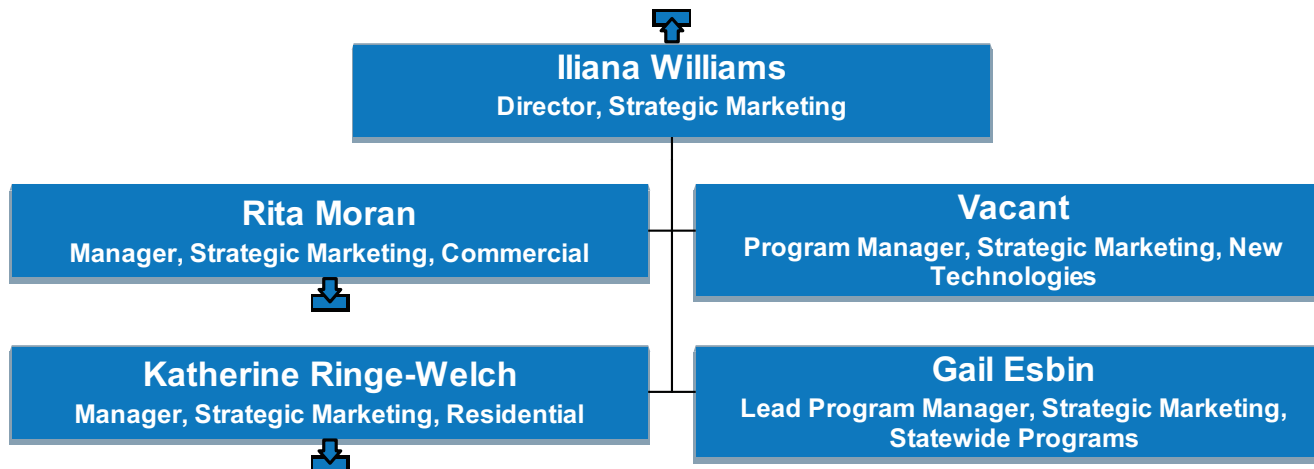 Iliana Williams
Director, Strategic Marketing
Rita Moran
Manager, Strategic Marketing, Commercial
Vacant
Program Manager, Strategic Marketing, New
Technologies
Katherine Ringe-Welch
Manager, Strategic Marketing, Residential
Gail Esbin
Lead Program Manager, Strategic Marketing,
Statewide Programs